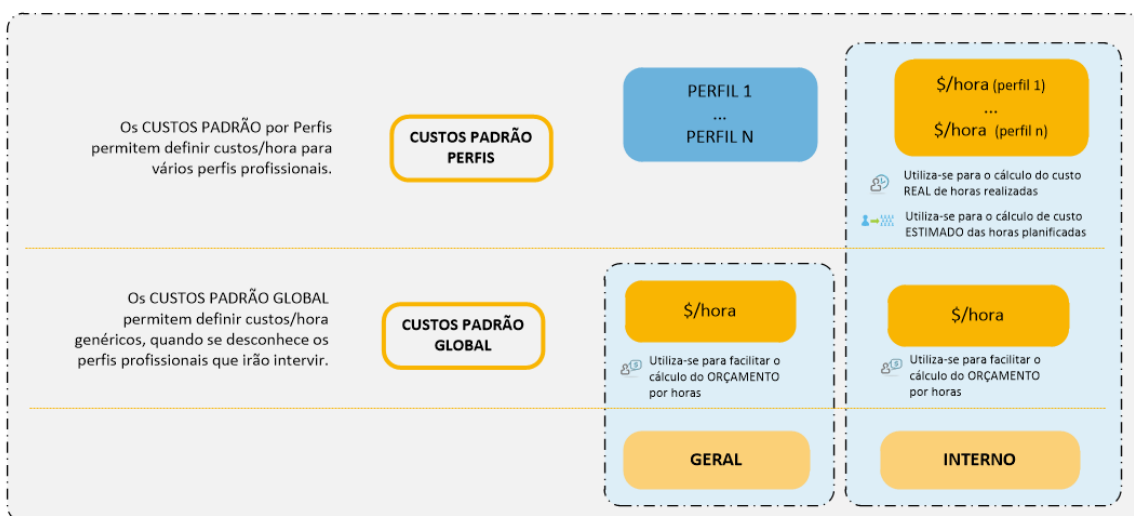 Os CUSTOS PADRÃO por Perfis
permitem definir custos/hora para
vários perfis profissionais.
CUSTOS PADRÃO
PERFIS
PERFIL 1
...
PERFIL N
$/hora (perfil 1)
...
$/hora (perfil n)
Utiliza-se para o cálculo do custo
REAL de horas realizadas
Utiliza-se para o cálculo de custo
ESTIMADO das horas planificadas
Os CUSTOS PADRÃO GLOBAL
permitem definir custos/hora
genéricos, quando se desconhece os
perfis profissionais que irão intervir.
CUSTOS PADRÃO
GLOBAL
$/hora
Utiliza-se para facilitar o
cálculo do ORÇAMENTO
por horas
$/hora
Utiliza-se para facilitar o
cálculo do ORÇAMENTO
por horas
GERAL
INTERNO